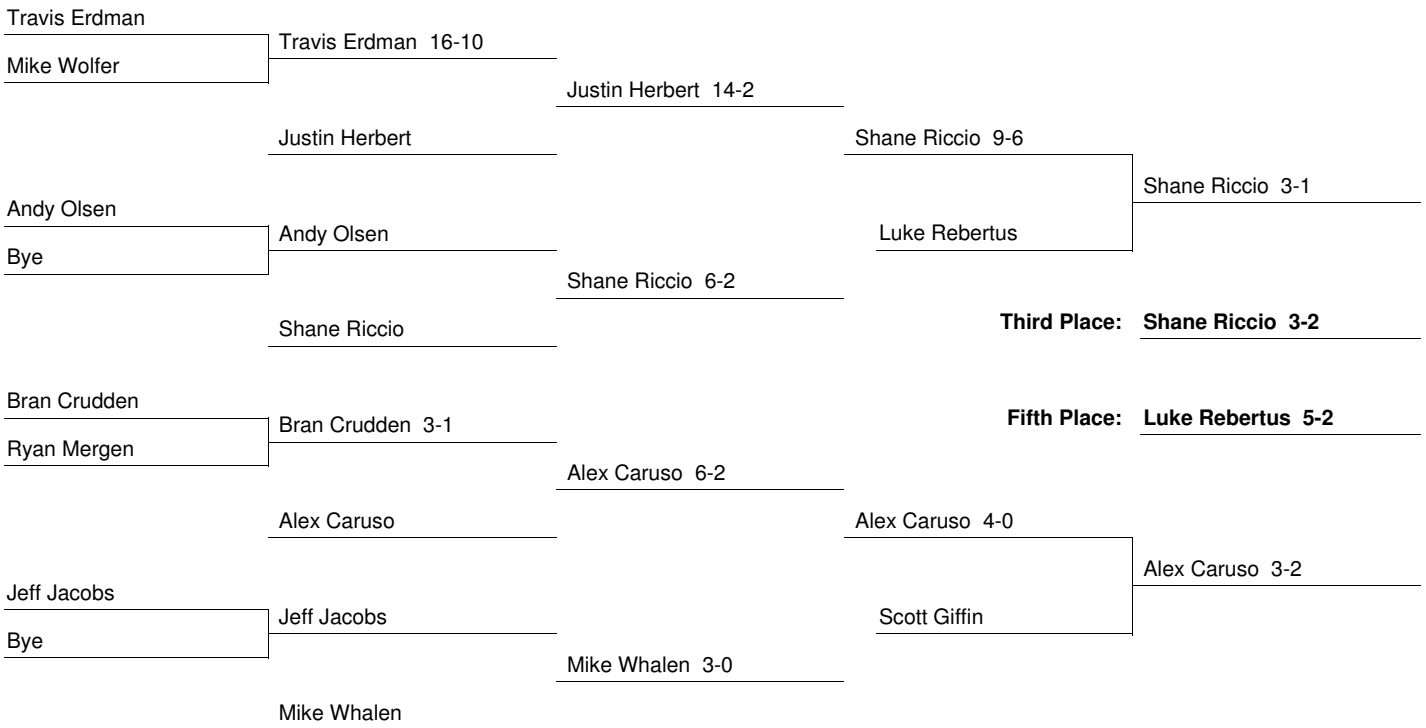 Travis Erdman
Travis Erdman 16-10
Mike Wolfer
Justin Herbert 14-2
Justin Herbert
Shane Riccio 9-6
Shane Riccio 3-1
Andy Olsen
Andy Olsen
Luke Rebertus
Bye
Shane Riccio 6-2
Shane Riccio
Third Place: Shane Riccio 3-2
Bran Crudden
Bran Crudden 3-1
Fifth Place: Luke Rebertus 5-2
Ryan Mergen
Alex Caruso 6-2
Alex Caruso
Alex Caruso 4-0
Alex Caruso 3-2
Jeff Jacobs
Jeff Jacobs
Scott Giffin
Bye
Mike Whalen 3-0
Mike Whalen